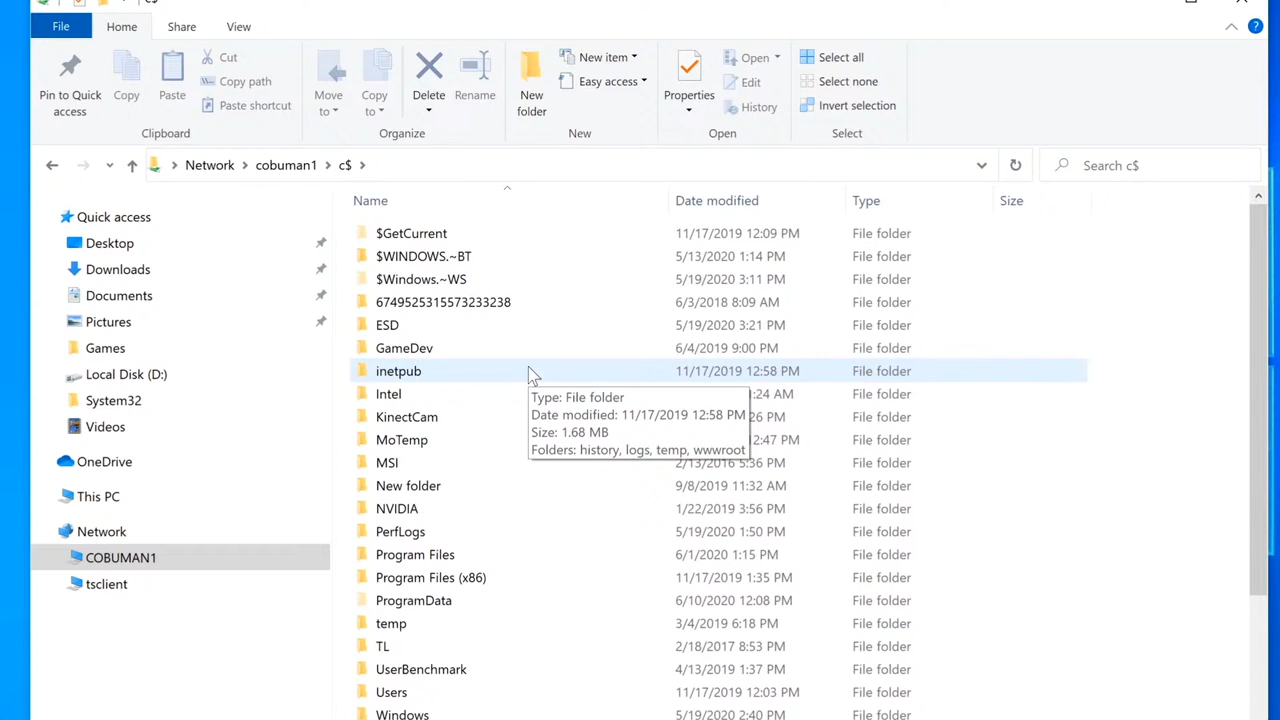 c$
File Home Share View
Pin to Quick access
Copy
Paste
Cut
Copy path
Paste shortcut
Clipboard
Move to
Copy to
Delete
Rename
Organize
New folder
New item
Easy access
New
Properties
Open
Edit
History
Open
Select all
Select none
Invert selection
Select
Network cobuman1 c$
Search c$
Quick access
Desktop
Downloads
Documents
Pictures
Games
Local Disk (D:)
System32
Videos
OneDrive
This PC
Network
COBUMAN1
tsclient
Name Date modified Type Size
$GetCurrent 11/17/2019 12:09 PM File folder
$WINDOWS.~BT 5/13/2020 1:14 PM File folder
$Windows.~WS 5/19/2020 3:11 PM File folder
6749525315573233238 6/3/2018 8:09 AM File folder
ESD 5/19/2020 3:21 PM File folder
GameDev 6/4/2019 9:00 PM File folder
inetpub 11/17/2019 12:58 PM File folder
Intel 1:24 AM File folder
KinectCam 26 PM File folder
MoTemp 2:47 PM File folder
MSI 2/13/2016 5:36 PM File folder
New folder 9/8/2019 11:32 AM File folder
NVIDIA 1/22/2019 3:56 PM File folder
PerfLogs 5/19/2020 1:50 PM File folder
Program Files 6/1/2020 1:15 PM File folder
Program Files (x86) 11/17/2019 1:35 PM File folder
ProgramData 6/10/2020 12:08 PM File folder
temp 3/4/2019 6:18 PM File folder
TL 2/18/2017 8:53 PM File folder
UserBenchmark 4/13/2019 1:37 PM File folder
Users 11/17/2019 12:03 PM File folder
Windows 5/19/2020 2:40 PM File folder
Type: File folder
Date modified: 11/17/2019 12:58 PM
Size: 1.68 MB
Folders: history, logs, temp, wwwroot